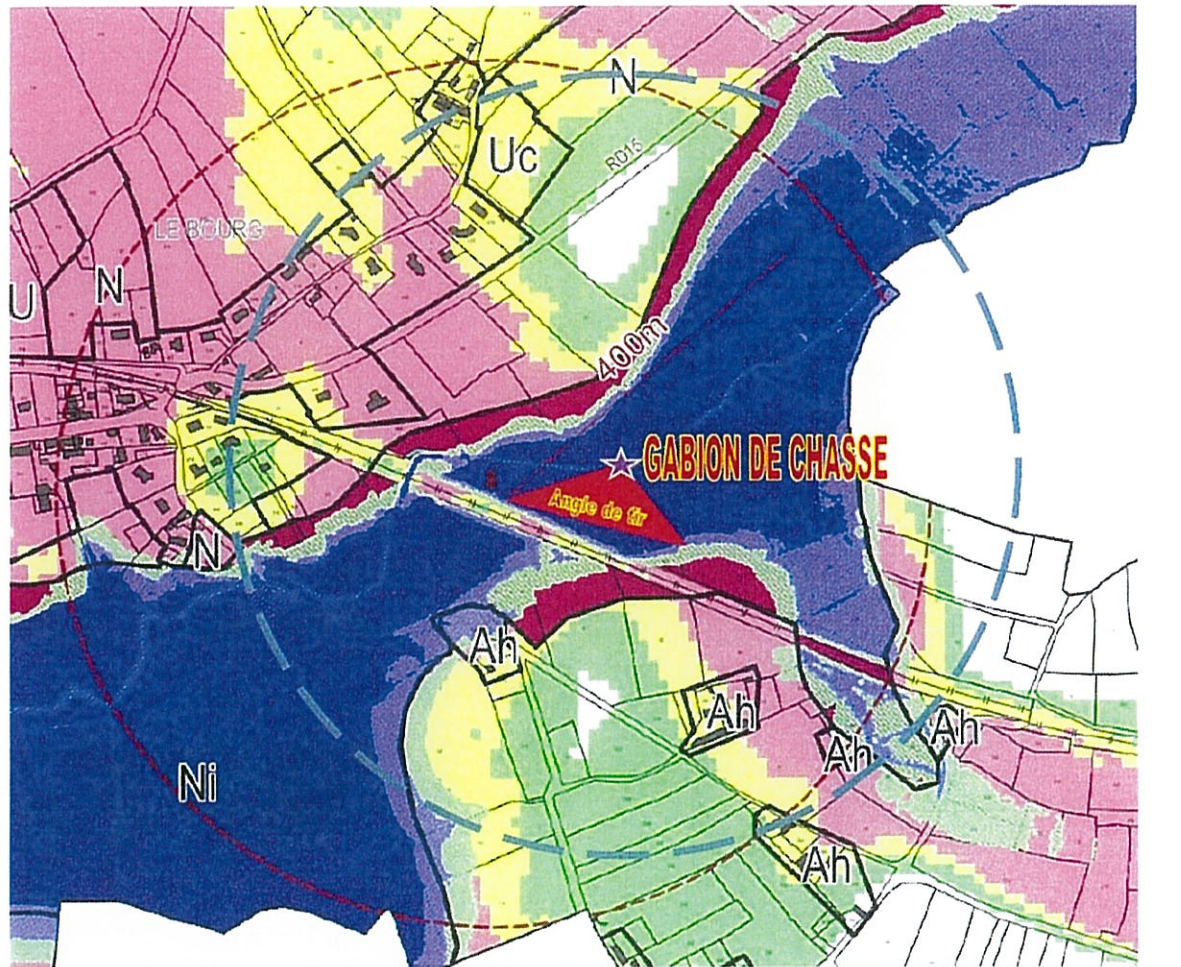 N
Uc
RD15
LE BOURG
N
U
400m
GABION DE CHASSE
Angle de tir
N
Ah
Ah
Ah
Ah
Ni
Ah